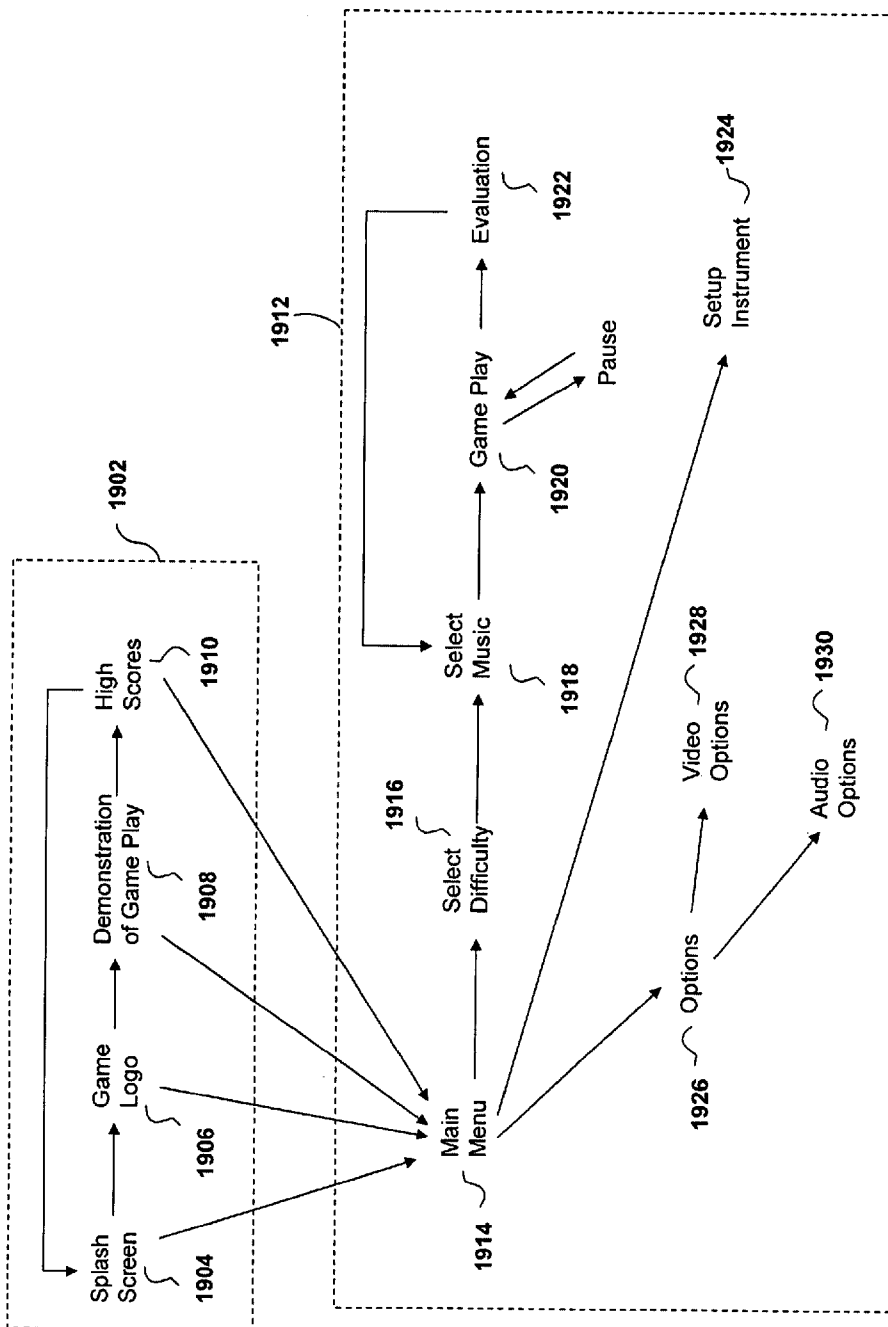 1902
Splash
Screen
1904
Game
Logo
1906
Demonstration
of Game Play
1908
High
Scores
1910
1912
Main
Menu
1914
Select
Difficulty
1916
Select
Music
1918
Game Play
1920
Pause
Evaluation
1922
Setup
Instrument
1924
Options
1926
Video
Options
1928
Audio
Options
1930